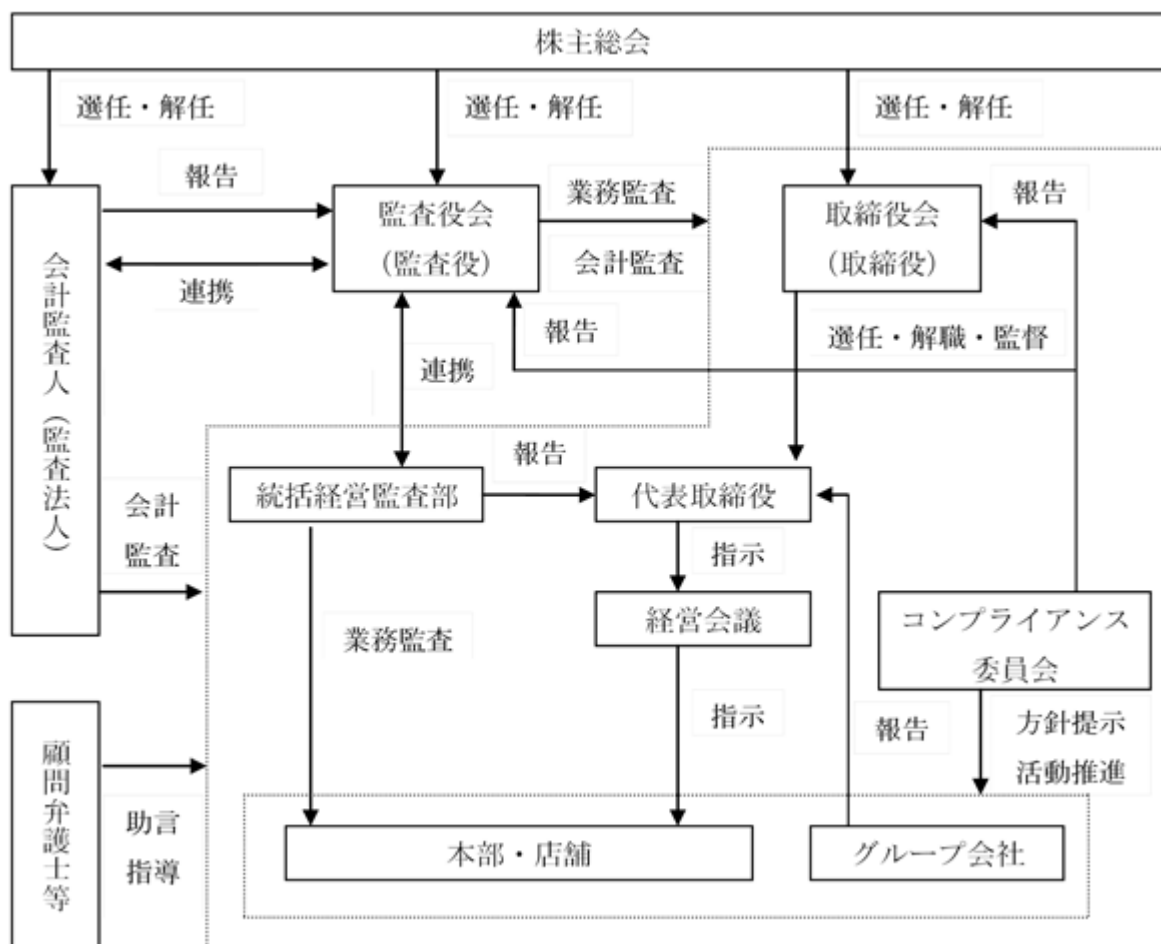 株主総会
選任・解任
選任・解任
選任・解任
報告
業務監査
報告
会計監査人（監査法人）
監査役会
（監査役）
取締役会
（取締役）
会計監査
連携
報告
選任・解職・監督
連携
報告
統括経営監査部
代表取締役
会計
監査
指示
経営会議
コンプライアンス
委員会
業務監査
指示
報告
方針提示
活動推進
顧問弁護士等
助言
指導
本部・店舗
グループ会社